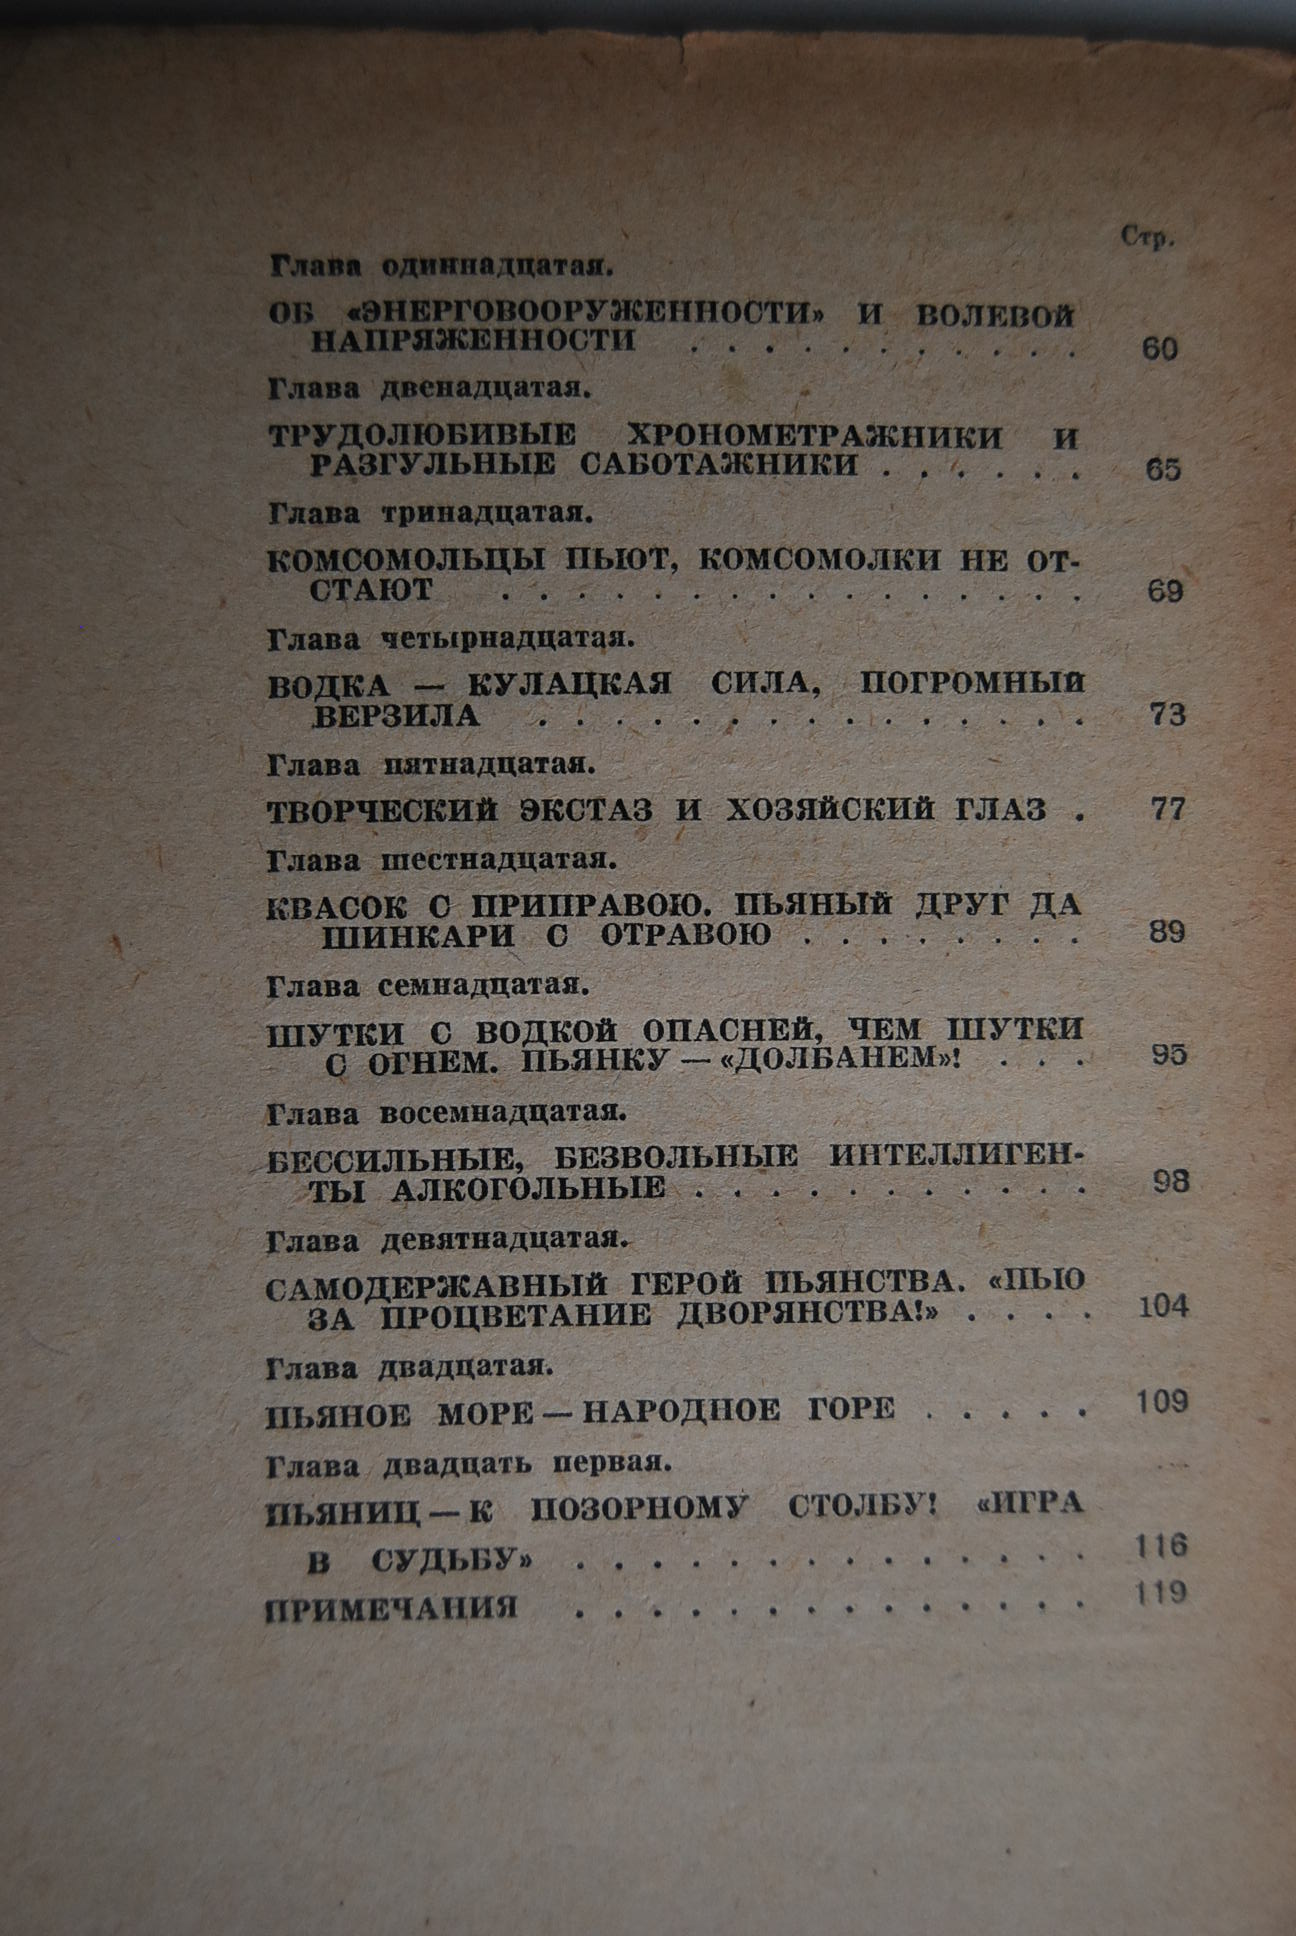 Стр.
Глава одиннадцатая.
ОБ «ЭНЕРГОВООРУЖЕННОСТИ» И ВОЛЕВОЙ
НАПРЯЖЕННОСТИ . . . . . . . . . . . 60
Глава двенадцатая.
ТРУДОЛЮБИВЫЕ ХРОНОМЕТРАЖНИКИ И
РАЗГУЛЬНЫЕ САБОТАЖНИКИ . . . . . . 65
Глава тринадцатая.
КОМСОМОЛЬЦЫ ПЬЮТ, КОМСОМОЛКИ НЕ ОТ-
СТАЮТ . . . . . . . . . . . . . . . . 69
Глава четырнадцатая.
ВОДКА — КУЛАЦКАЯ СИЛА, ПОГРОМНЫЙ
ВЕРЗИЛА . . . . . . . . . . . . . . . 73
Глава пятнадцатая.
ТВОРЧЕСКИЙ ЭКСТАЗ И ХОЗЯЙСКИЙ ГЛАЗ . 77
Глава шестнадцатая.
КВАСОК С ПРИПРАВОЮ. ПЬЯНЫЙ ДРУГ ДА
ШИНКАРИ С ОТРАВОЮ . . . . . . . . 89
Глава семнадцатая.
ШУТКИ С ВОДКОЙ ОПАСНЕЙ, ЧЕМ ШУТКИ
С ОГНЕМ. ПЬЯНКУ — «ДОЛБАНЕМ»! . . . 95
Глава восемнадцатая.
БЕССИЛЬНЫЕ, БЕЗВОЛЬНЫЕ ИНТЕЛЛИГЕН-
ТЫ АЛКОГОЛЬНЫЕ . . . . . . . . . . . 98
Глава девятнадцатая.
САМОДЕРЖАВНЫЙ ГЕРОЙ ПЬЯНСТВА. «ПЬЮ
ЗА ПРОЦВЕТАНИЕ ДВОРЯНСТВА!» . . . . 104
Глава двадцатая.
ПЬЯНОЕ МОРЕ — НАРОДНОЕ ГОРЕ . . . . . 109
Глава двадцать первая.
ПЬЯНИЦ — К ПОЗОРНОМУ СТОЛБУ! «ИГРА
В СУДЬБУ» . . . . . . . . . . . . . . 116
ПРИМЕЧАНИЯ . . . . . . . . . . . . . . 119